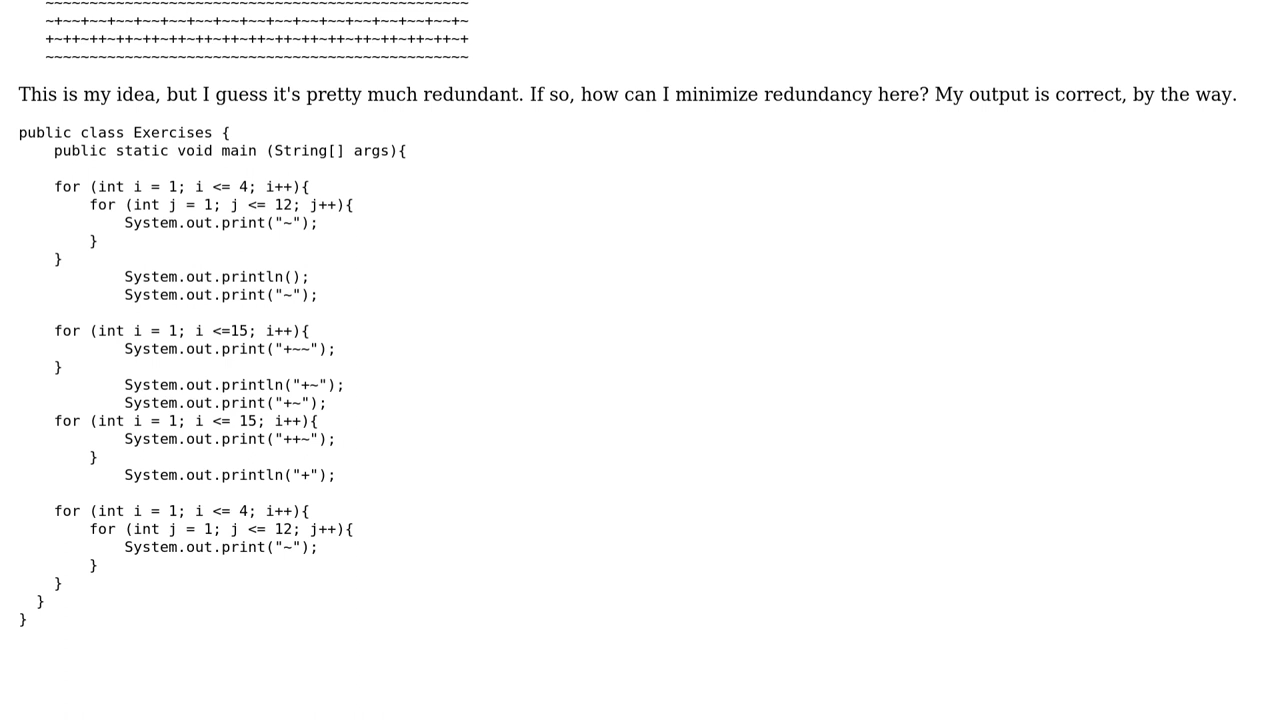 ~~~~~~~~~~~~~~~~~~~~~~~~~~~~~~~~~~~~~~~~~~~~~~~~
~+~~+~~+~~+~~+~~+~~+~~+~~+~~+~~+~~+~~+~~+~~+~~+~
+~++~++~++~++~++~++~++~++~++~++~++~++~++~++~++~+
~~~~~~~~~~~~~~~~~~~~~~~~~~~~~~~~~~~~~~~~~~~~~~~~
This is my idea, but I guess it's pretty much redundant. If so, how can I minimize redundancy here? My output is correct, by the way.
public class Exercises {
    public static void main (String[] args){
    for (int i = 1; i <= 4; i++){
        for (int j = 1; j <= 12; j++){
            System.out.print("~");
        }
    }
            System.out.println();
            System.out.print("~");
    for (int i = 1; i <=15; i++){
            System.out.print("+~~");
    }
            System.out.println("+~");
            System.out.print("+~");
    for (int i = 1; i <= 15; i++){
            System.out.print("++~");
        }
            System.out.println("+");
    for (int i = 1; i <= 4; i++){
        for (int j = 1; j <= 12; j++){
            System.out.print("~");
        }
    }
  }
}